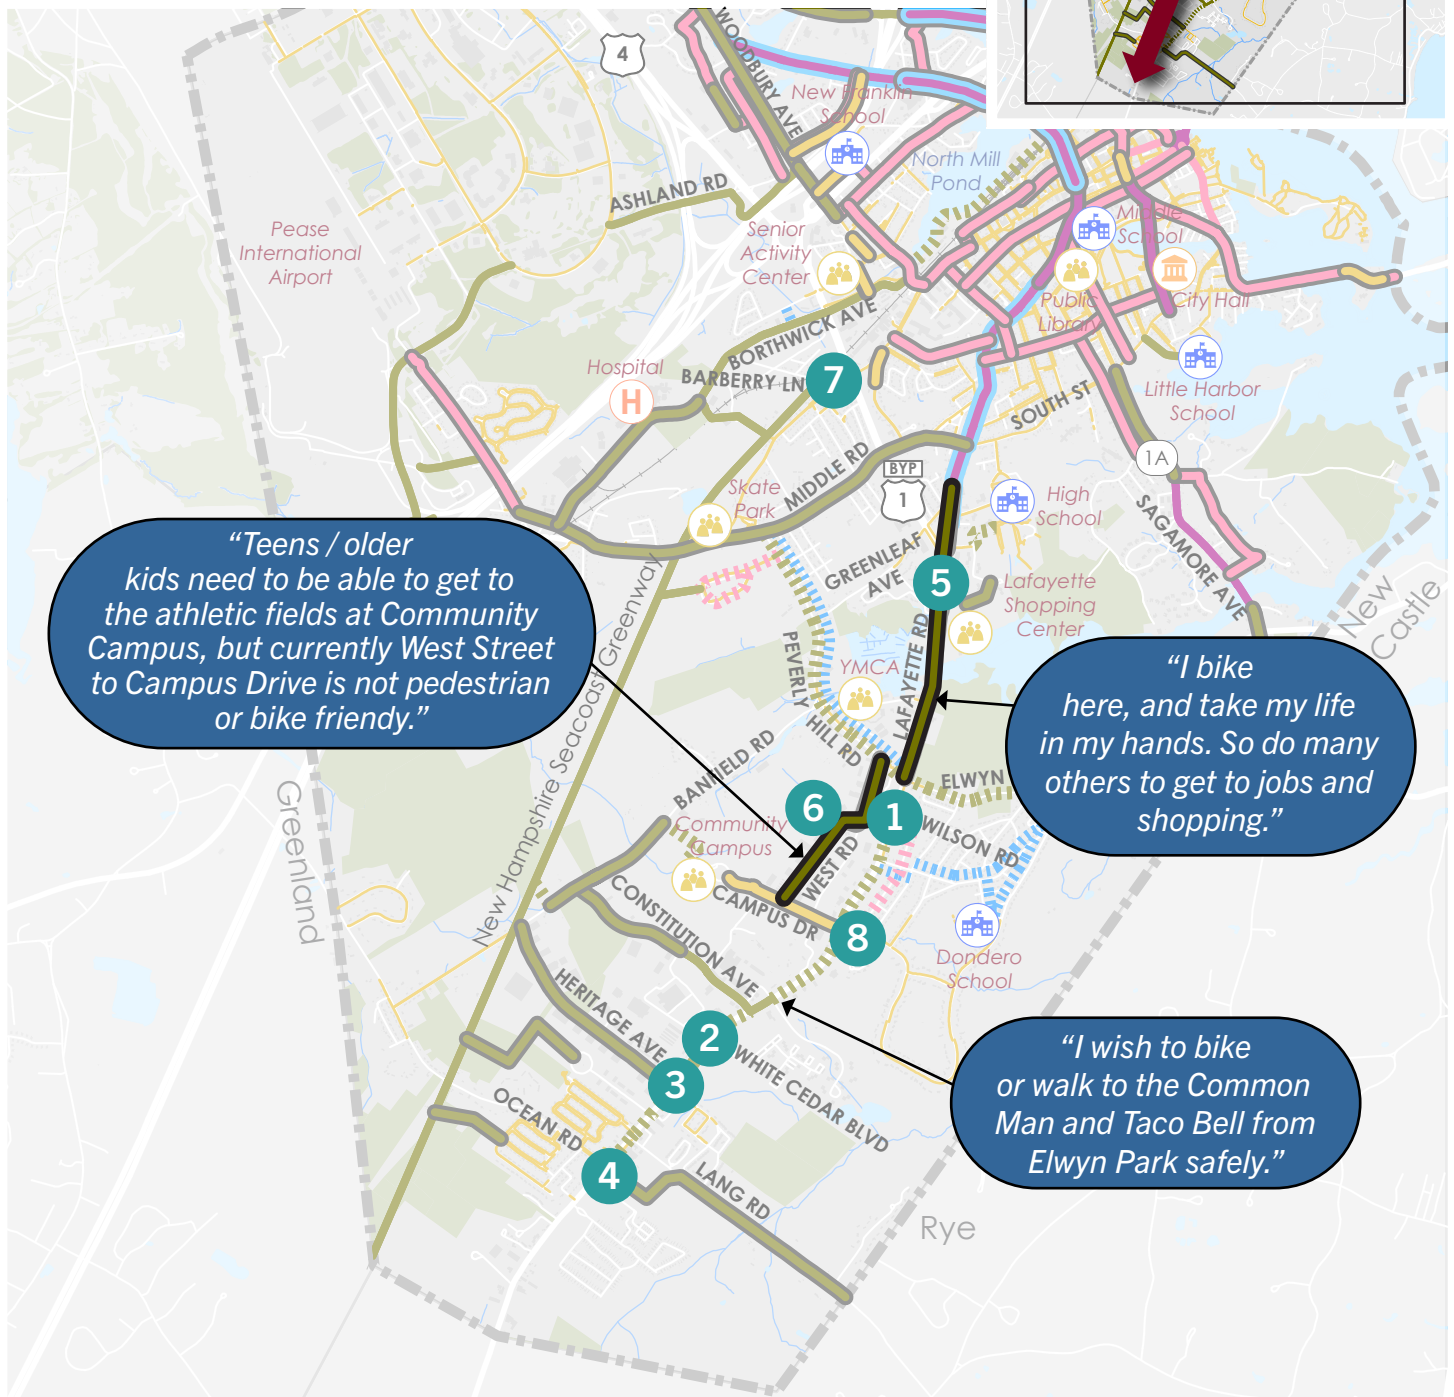 4
WOODBURY AVE
New Franklin
School
North Mill
Pond
ASHLAND RD
Pease
International
Airport
Senior
Activity
Center
Middle
School
Public
Library
City Hall
BORTHWICK AVE
Hospital
H
BARBERRY LN
7
Little Harbor
School
SOUTH ST
1A
MIDDLE RD
BYP
1
Skate
Park
High
School
SAGAMORE AVE
GREENLEAF
AVE
5
Lafayette
Shopping
Center
New
Castle
“Teens / older
kids need to be able to get to
the athletic fields at Community
Campus, but currently West Street
to Campus Drive is not pedestrian
or bike friendly.”
New Hampshire Seacoast Greenway
PEVERLY
HILL RD
YMCA
LAFAYETTE RD
“I bike
here, and take my life
in my hands. So do many
others to get to jobs and
shopping.”
BANFIELD RD
ELWYN
Greenland
6
1
WILSON RD
Community
Campus
WEST RD
CAMPUS DR
CONSTITUTION AVE
8
Dondero
School
HERITAGE AVE
2
WHITE CEDAR BLVD
3
“I wish to bike
or walk to the Common
Man and Taco Bell from
Elwyn Park safely.”
OCEAN RD
4
LANG RD
Rye